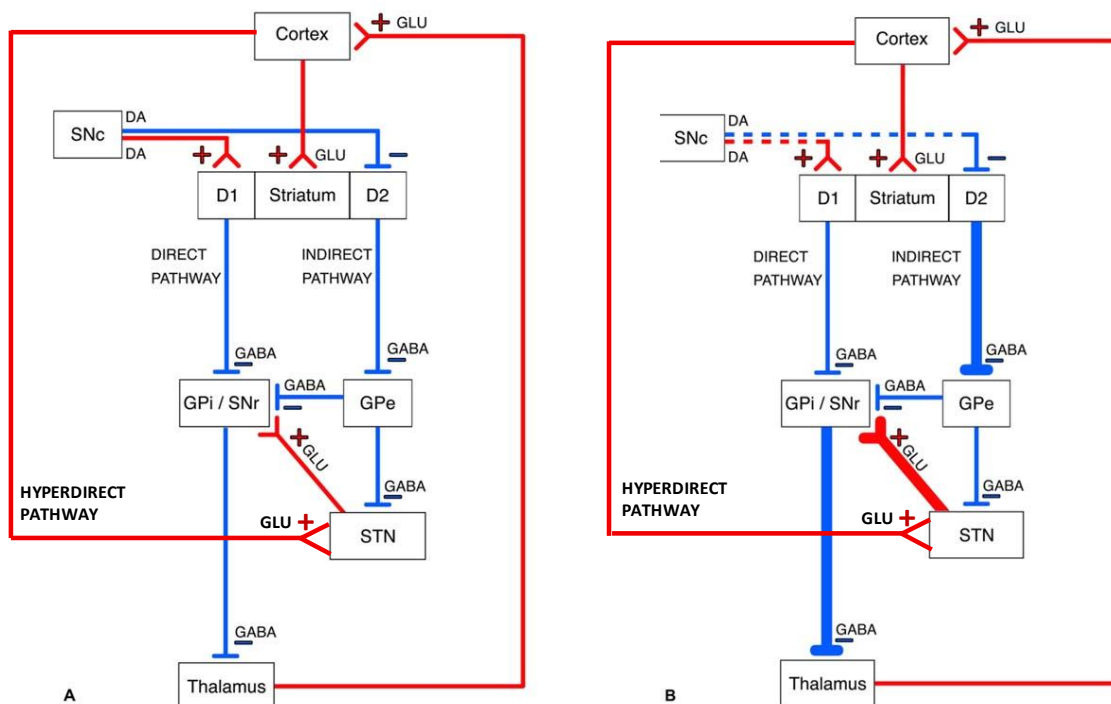 Cortex
+ GLU
SNc
DA
DA
+
+
GLU
−
D1
Striatum
D2
DIRECT
PATHWAY
INDIRECT
PATHWAY
GABA
−
GABA
−
GPi / SNr
GABA
−
GPe
+
GLU
GABA
−
HYPERDIRECT
PATHWAY
GLU +
STN
GABA
−
Thalamus
A
Cortex
+
GLU
SNc
DA
DA
+
+
GLU
−
D1
Striatum
D2
DIRECT
PATHWAY
INDIRECT
PATHWAY
GABA
−
GABA
−
GPi / SNr
GABA
−
GPe
+
GLU
GABA
−
HYPERDIRECT
PATHWAY
GLU +
STN
GABA
−
Thalamus
B